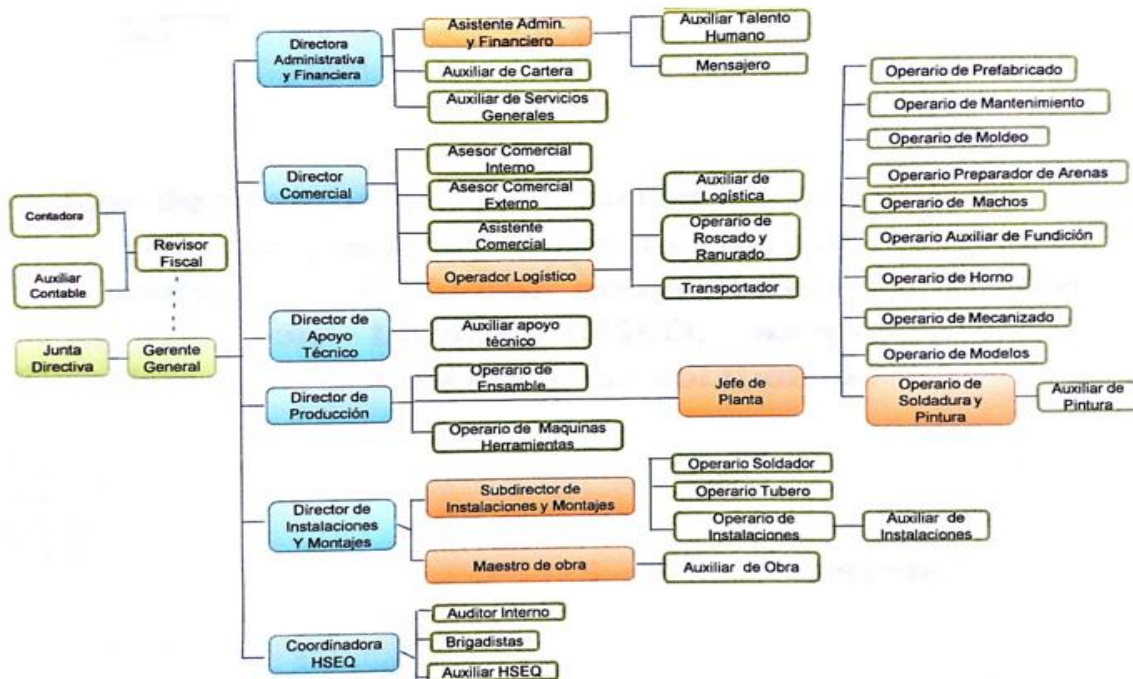 Junta
Directiva
Gerente
General
Revisor
Fiscal
Contadora
Auxiliar
Contable
Directora
Administrativa
y Financiera
Asistente Admin.
y Financiero
Auxiliar Talento
Humano
Mensajero
Auxiliar de Cartera
Auxiliar de Servicios
Generales
Director
Comercial
Asesor Comercial
Interno
Asesor Comercial
Externo
Asistente
Comercial
Operador Logístico
Auxiliar de
Logística
Operario de
Roscado y
Ranurado
Transportador
Director de
Apoyo
Técnico
Auxiliar apoyo
técnico
Director de
Producción
Operario de
Ensamble
Operario de Maquinas
Herramientas
Jefe de
Planta
Operario de Prefabricado
Operario de Mantenimiento
Operario de Moldeo
Operario Preparador de Arenas
Operario de Machos
Operario Auxiliar de Fundición
Operario de Horno
Operario de Mecanizado
Operario de Modelos
Operario de
Soldadura y
Pintura
Auxiliar de
Pintura
Director de
Instalaciones
Y Montajes
Subdirector de
Instalaciones y Montajes
Operario Soldador
Operario Tubero
Operario de
Instalaciones
Auxiliar de
Instalaciones
Maestro de obra
Auxiliar de Obra
Coordinadora
HSEQ
Auditor Interno
Brigadistas
Auxiliar HSEQ